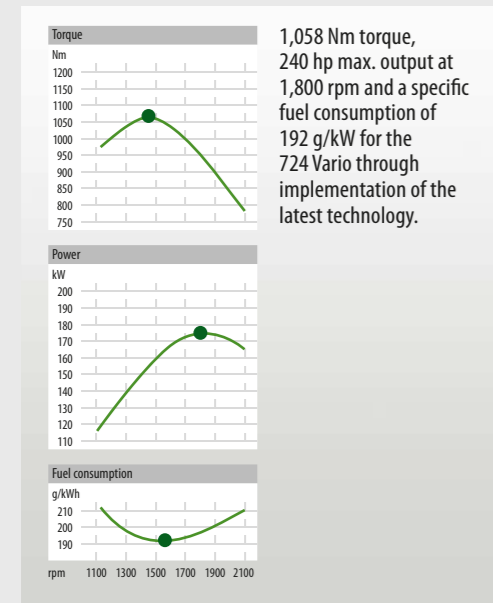 Torque
Nm
1200
1150
1100
1050
1000
950
900
850
800
750
Power
kW
200
190
180
170
160
150
140
130
120
110
Fuel consumption
g/kWh
210
200
190
rpm 1100 1300 1500 1700 1900 2100
1,058 Nm torque,
240 hp max. output at
1,800 rpm and a specific
fuel consumption of
192 g/kW for the
724 Vario through
implementation of the
latest technology.